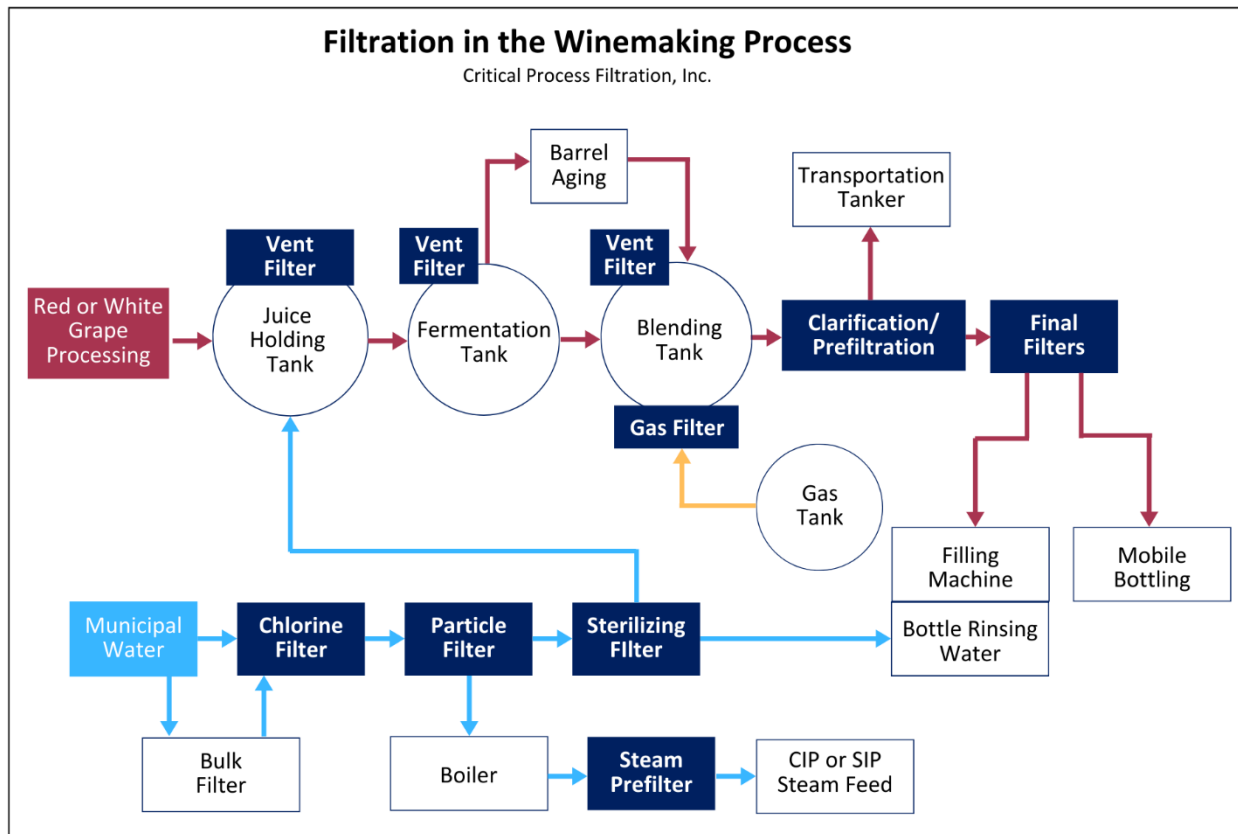 Filtration in the Winemaking Process
Critical Process Filtration, Inc.
Barrel
Aging
Transportation
Tanker
Vent
Filter
Vent
Filter
Vent
Filter
Red or White
Grape
Processing
Juice
Holding
Tank
Fermentation
Tank
Blending
Tank
Clarification/
Prefiltration
Final
Filters
Gas Filter
Gas
Tank
Filling
Machine
Mobile
Bottling
Municipal
Water
Chlorine
Filter
Particle
Filter
Sterilizing
FIlter
Bottle Rinsing
Water
Bulk
Filter
Boiler
Steam
Prefilter
CIP or SIP
Steam Feed